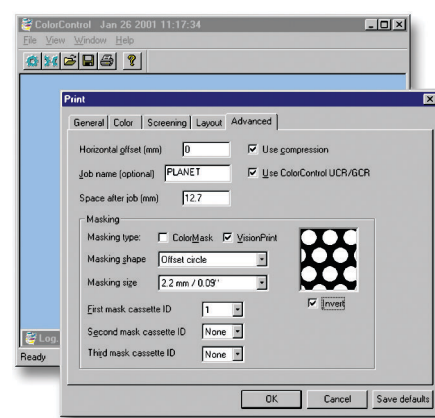 ColorControl Jan 26 2001 11:17:34
File View Window Help
Print
General Color Screening Layout Advanced
Horizontal offset (mm) 0 Use compression
Job name (optional) PLANET Use ColorControl UCR/GCR
Space after job (mm) 12.7
Masking
Masking type: ColorMask VisionPrint
Masking shape Offset circle
Masking size 2.2 mm / 0.09"
Invert
First mask cassette ID 1
Second mask cassette ID None
Third mask cassette ID None
Log
Ready
OK Cancel Save defaults